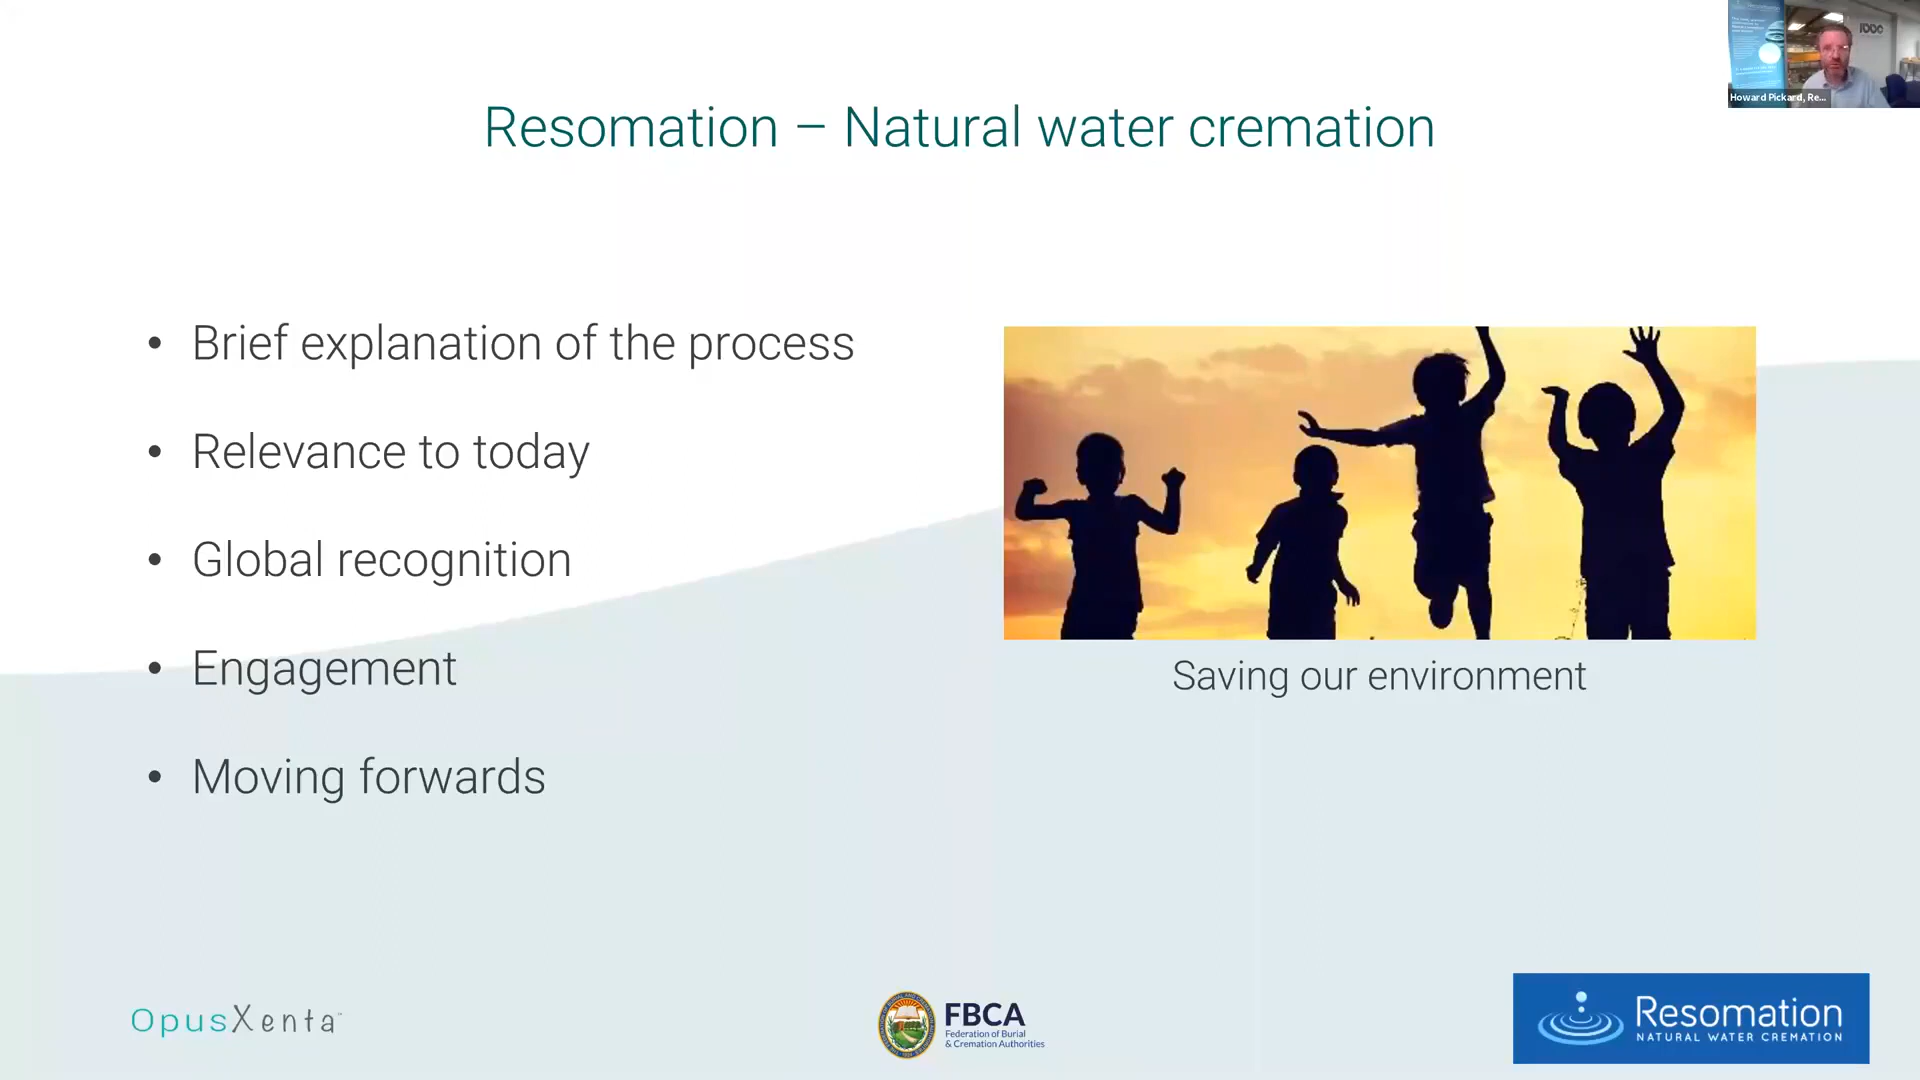 Howard Pickard, Re...
Resomation – Natural water cremation
• Brief explanation of the process
• Relevance to today
• Global recognition
• Engagement
• Moving forwards
Saving our environment
OpusXenta™
FBCA
Federation of Burial
& Cremation Authorities
Resomation
NATURAL WATER CREMATION